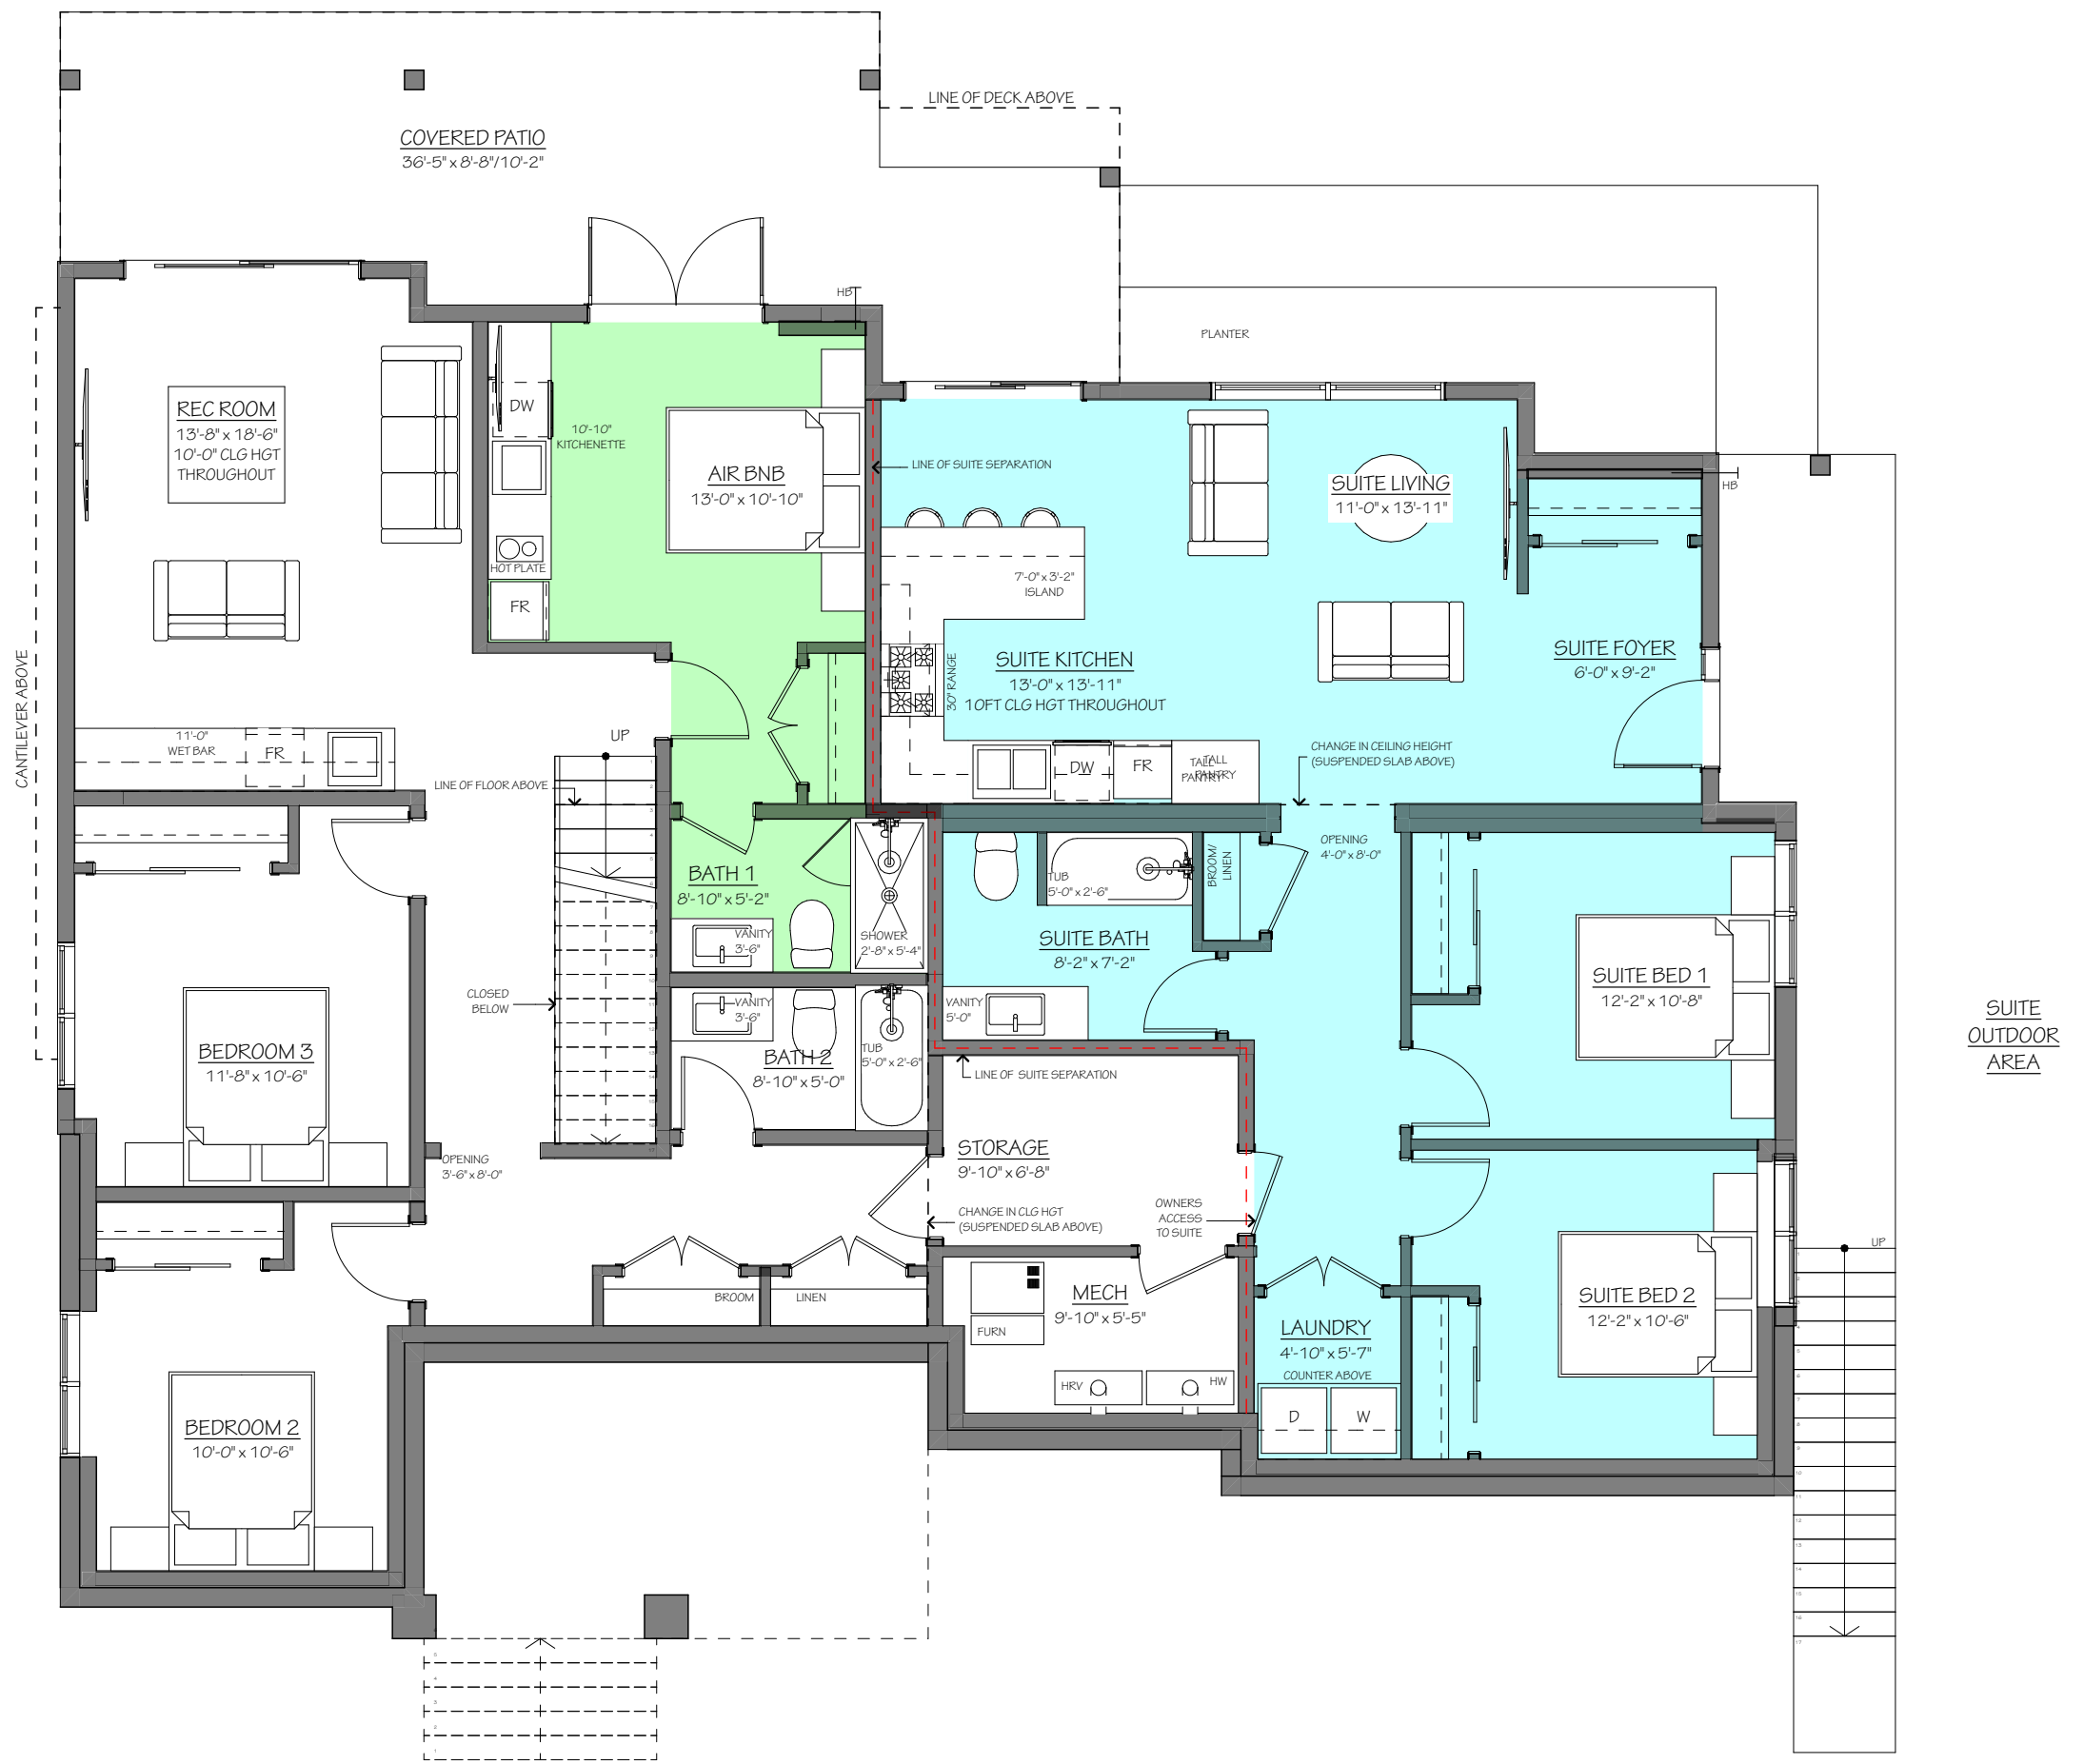 LINE OF DECK ABOVE
COVERED PATIO
36'-5" x 8'-8"/10'-2"
HB
PLANTER
REC ROOM
13'-8" x 18'-6"
10'-0" CLG HGT
THROUGHOUT
DW
10'-10"
KITCHENETTE
AIR BNB
13'-0" x 10'-10"
HOT PLATE
FR
LINE OF SUITE SEPARATION
SUITE LIVING
11'-0" x 13'-11"
HB
7'-0" x 3'-2"
ISLAND
SUITE KITCHEN
13'-0" x 13'-11"
10FT CLG HGT THROUGHOUT
30" RANGE
SUITE FOYER
6'-0" x 9'-2"
CANTILEVER ABOVE
11'-0"
WET BAR
FR
UP
LINE OF FLOOR ABOVE
DW
FR
TALL
PANTRY
TALL
PANTRY
CHANGE IN CEILING HEIGHT
(SUSPENDED SLAB ABOVE)
OPENING
4'-0" x 8'-0"
BATH 1
8'-10" x 5'-2"
VANITY
3'-6"
SHOWER
2'-8" x 5'-4"
TUB
5'-0" x 2'-6"
BROOM/
LINEN
SUITE BATH
8'-2" x 7'-2"
VANITY
5'-0"
SUITE BED 1
12'-2" x 10'-8"
SUITE
OUTDOOR
AREA
CLOSED
BELOW
VANITY
3'-6"
BATH 2
8'-10" x 5'-0"
TUB
5'-0" x 2'-6"
BEDROOM 3
11'-8" x 10'-6"
LINE OF SUITE SEPARATION
OPENING
3'-6" x 8'-0"
STORAGE
9'-10" x 6'-8"
CHANGE IN CLG HGT
(SUSPENDED SLAB ABOVE)
OWNERS
ACCESS
TO SUITE
UP
BROOM
LINEN
MECH
9'-10" x 5'-5"
FURN
HRV
HW
LAUNDRY
4'-10" x 5'-7"
COUNTER ABOVE
D
W
SUITE BED 2
12'-2" x 10'-6"
BEDROOM 2
10'-0" x 10'-6"